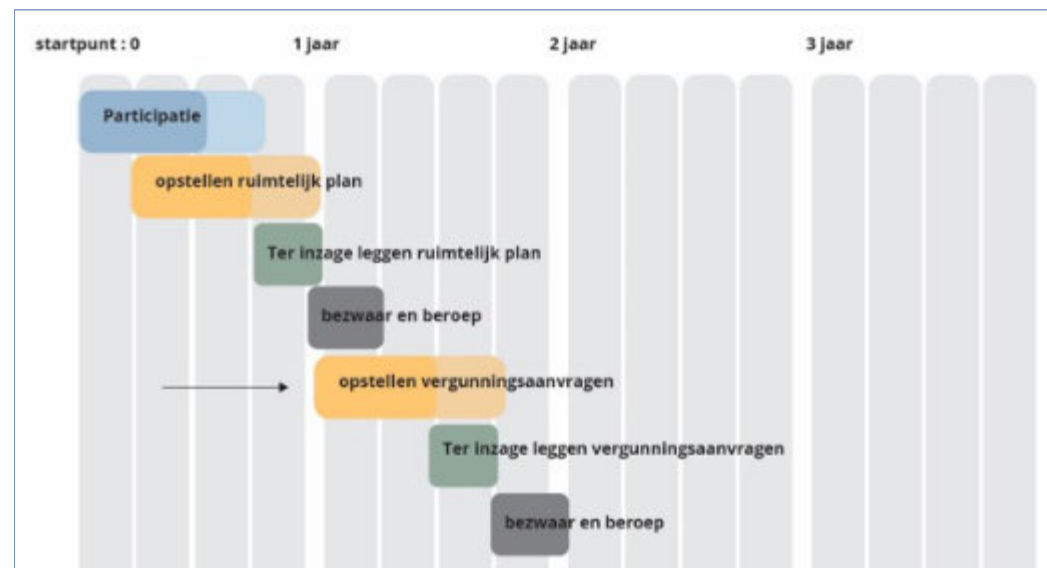 startpunt : 0 1 jaar 2 jaar 3 jaar
Participatie
opstellen ruimtelijk plan
Ter inzage leggen ruimtelijk plan
bezwaar en beroep
opstellen vergunningsaanvragen
Ter inzage leggen vergunningsaanvragen
bezwaar en beroep